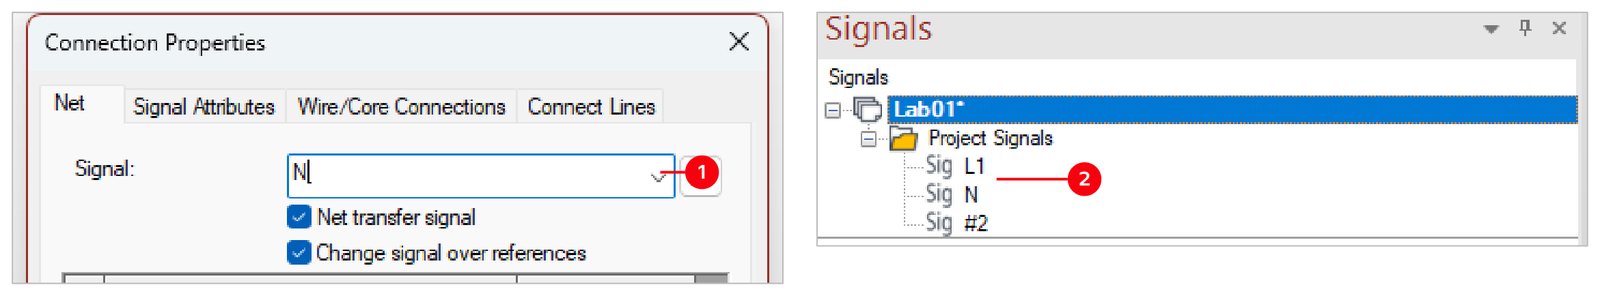 Connection Properties
Net
Signal Attributes
Wire/Core Connections
Connect Lines
Signal:
N
1
Net transfer signal
Change signal over references
Signals
Signals
Lab01*
Project Signals
Sig L1
2
Sig N
Sig #2